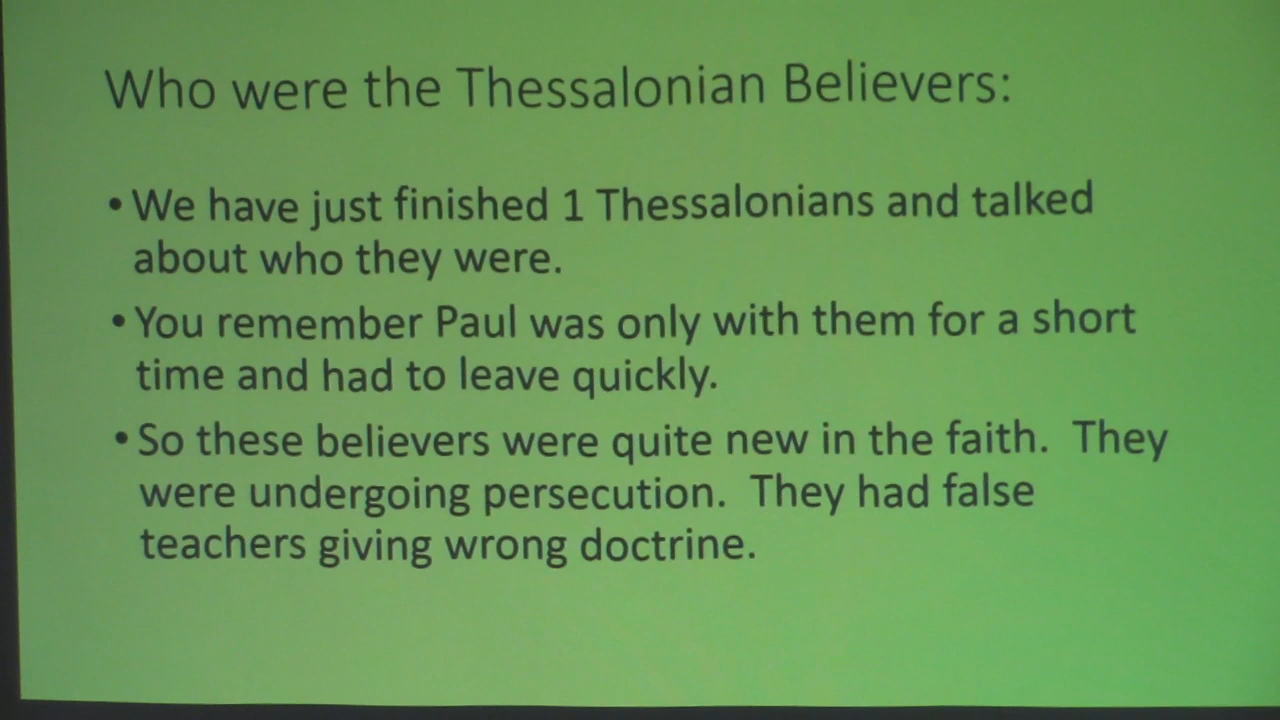 Who were the Thessalonian Believers:
• We have just finished 1 Thessalonians and talked
about who they were.
• You remember Paul was only with them for a short
time and had to leave quickly.
• So these believers were quite new in the faith.  They
were undergoing persecution.  They had false
teachers giving wrong doctrine.